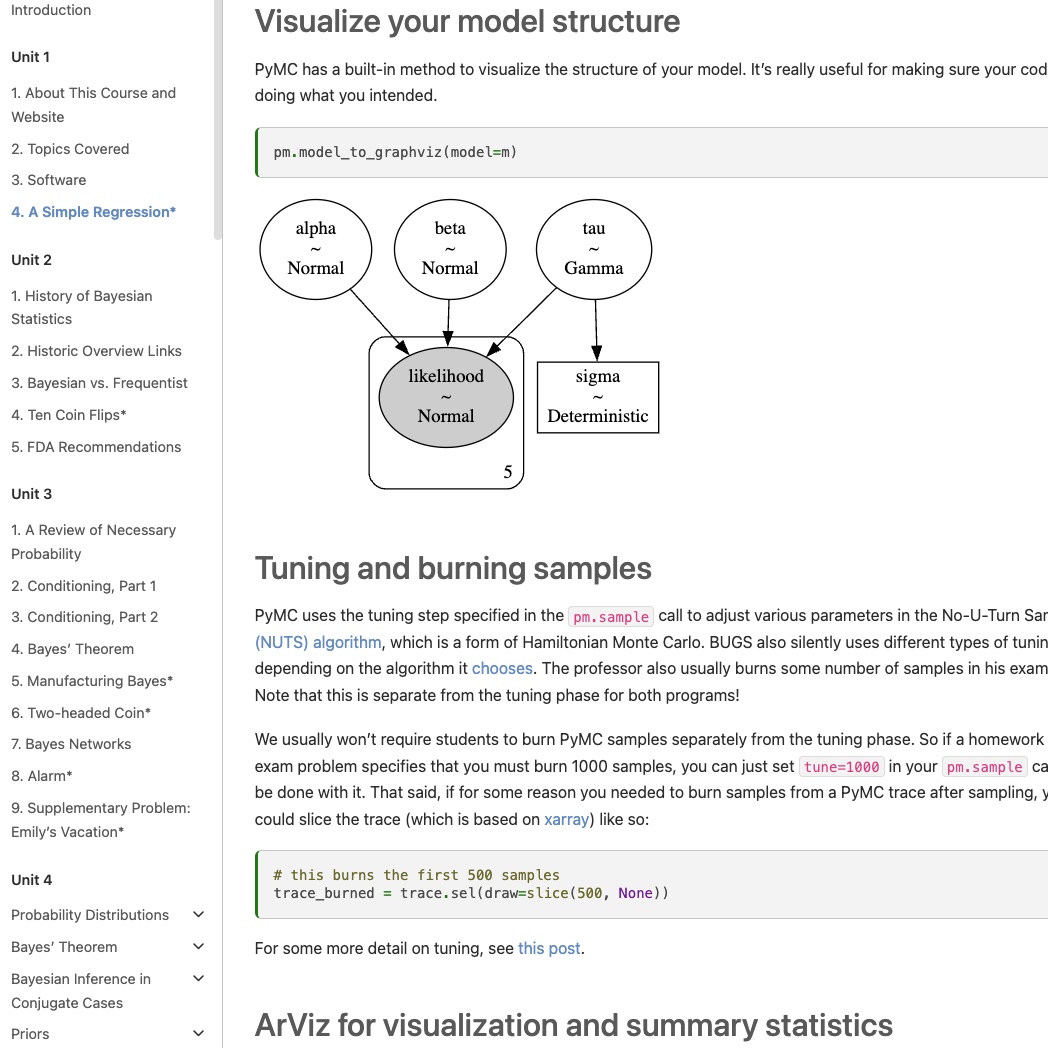 Introduction
Unit 1
1. About This Course and
Website
2. Topics Covered
3. Software
4. A Simple Regression*
Unit 2
1. History of Bayesian
Statistics
2. Historic Overview Links
3. Bayesian vs. Frequentist
4. Ten Coin Flips*
5. FDA Recommendations
Unit 3
1. A Review of Necessary
Probability
2. Conditioning, Part 1
3. Conditioning, Part 2
4. Bayes’ Theorem
5. Manufacturing Bayes*
6. Two-headed Coin*
7. Bayes Networks
8. Alarm*
9. Supplementary Problem:
Emily’s Vacation*
Unit 4
Probability Distributions
Bayes’ Theorem
Bayesian Inference in
Conjugate Cases
Priors
Visualize your model structure
PyMC has a built-in method to visualize the structure of your model. It’s really useful for making sure your cod
doing what you intended.
pm.model_to_graphviz(model=m)
alpha
~
Normal
beta
~
Normal
tau
~
Gamma
likelihood
~
Normal
5
sigma
~
Deterministic
Tuning and burning samples
PyMC uses the tuning step specified in the pm.sample call to adjust various parameters in the No-U-Turn Sar
(NUTS) algorithm, which is a form of Hamiltonian Monte Carlo. BUGS also silently uses different types of tunin
depending on the algorithm it chooses. The professor also usually burns some number of samples in his exam
Note that this is separate from the tuning phase for both programs!
We usually won’t require students to burn PyMC samples separately from the tuning phase. So if a homework
exam problem specifies that you must burn 1000 samples, you can just set tune=1000 in your pm.sample ca
be done with it. That said, if for some reason you needed to burn samples from a PyMC trace after sampling, y
could slice the trace (which is based on xarray) like so:
# this burns the first 500 samples
trace_burned = trace.sel(draw=slice(500, None))
For some more detail on tuning, see this post.
ArViz for visualization and summary statistics